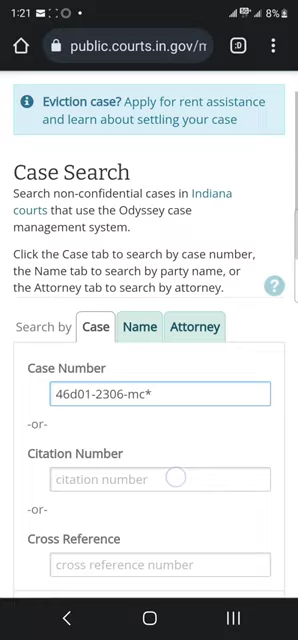 1:21
8%
public.courts.in.gov/m
:D
Eviction case? Apply for rent assistance
and learn about settling your case
Case Search
Search non-confidential cases in Indiana
courts that use the Odyssey case
management system.
Click the Case tab to search by case number,
the Name tab to search by party name, or
the Attorney tab to search by attorney.
?
Search by Case Name Attorney
Case Number
46d01-2306-mc*
-or-
Citation Number
citation number
-or-
Cross Reference
cross reference number